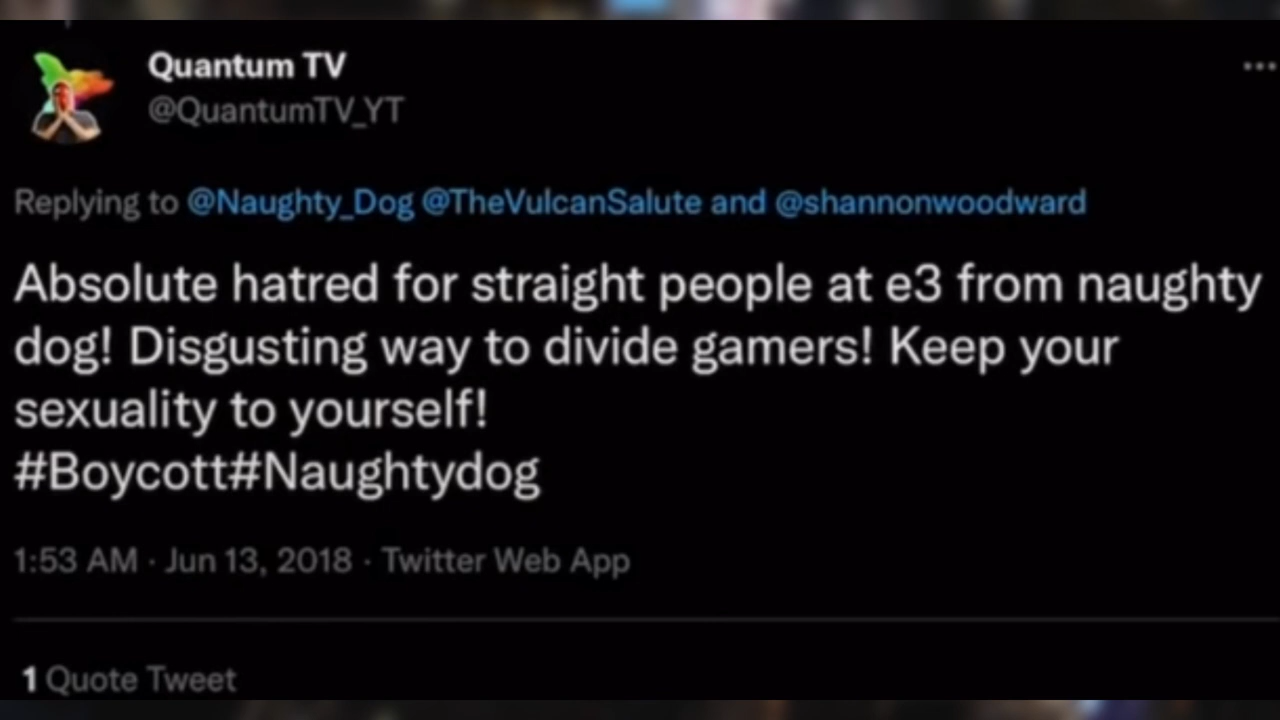 Quantum TV
@QuantumTV_YT
Replying to @Naughty_Dog @TheVulcanSalute and @shannonwoodward
Absolute hatred for straight people at e3 from naughty
dog! Disgusting way to divide gamers! Keep your
sexuality to yourself!
#Boycott#Naughtydog
1:53 AM · Jun 13, 2018 · Twitter Web App
1 Quote Tweet